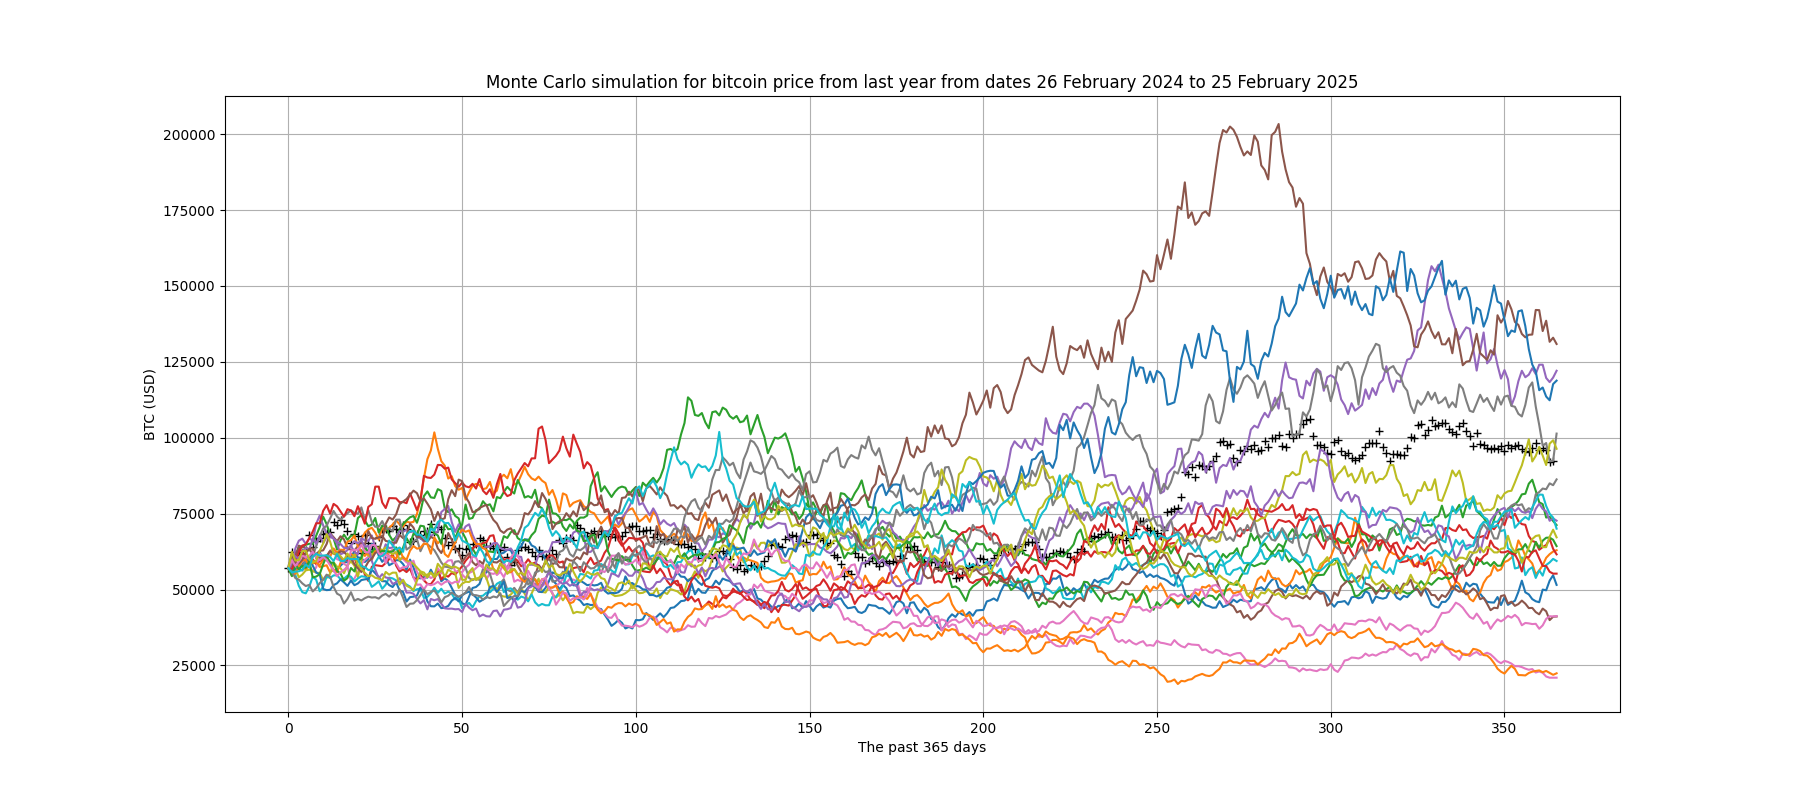 Monte Carlo simulation for bitcoin price from last year from dates 26 February 2024 to 25 February 2025
200000
175000
150000
125000
100000
75000
50000
25000
BTC (USD)
0 50 100 150 200 250 300 350
The past 365 days